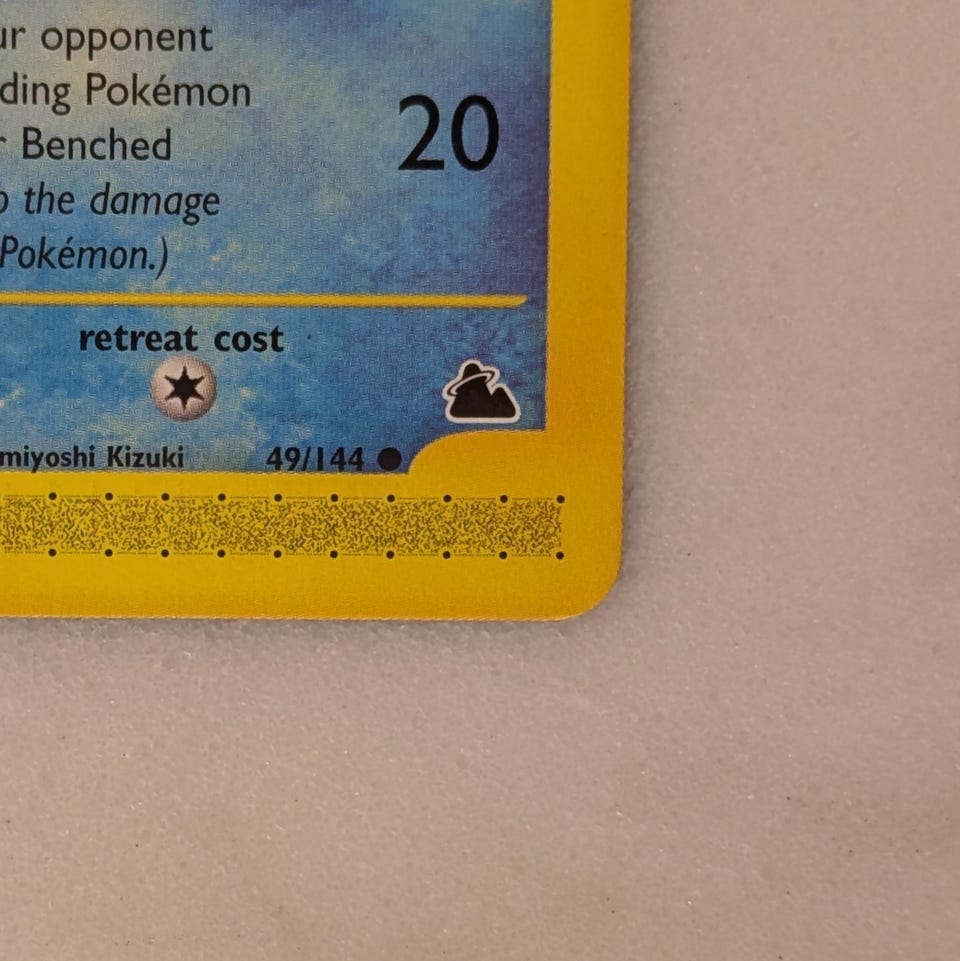 ur opponent
ding Pokémon
Benched
20
the damage
Pokémon.)
retreat cost
miyoshi Kizuki
49/144